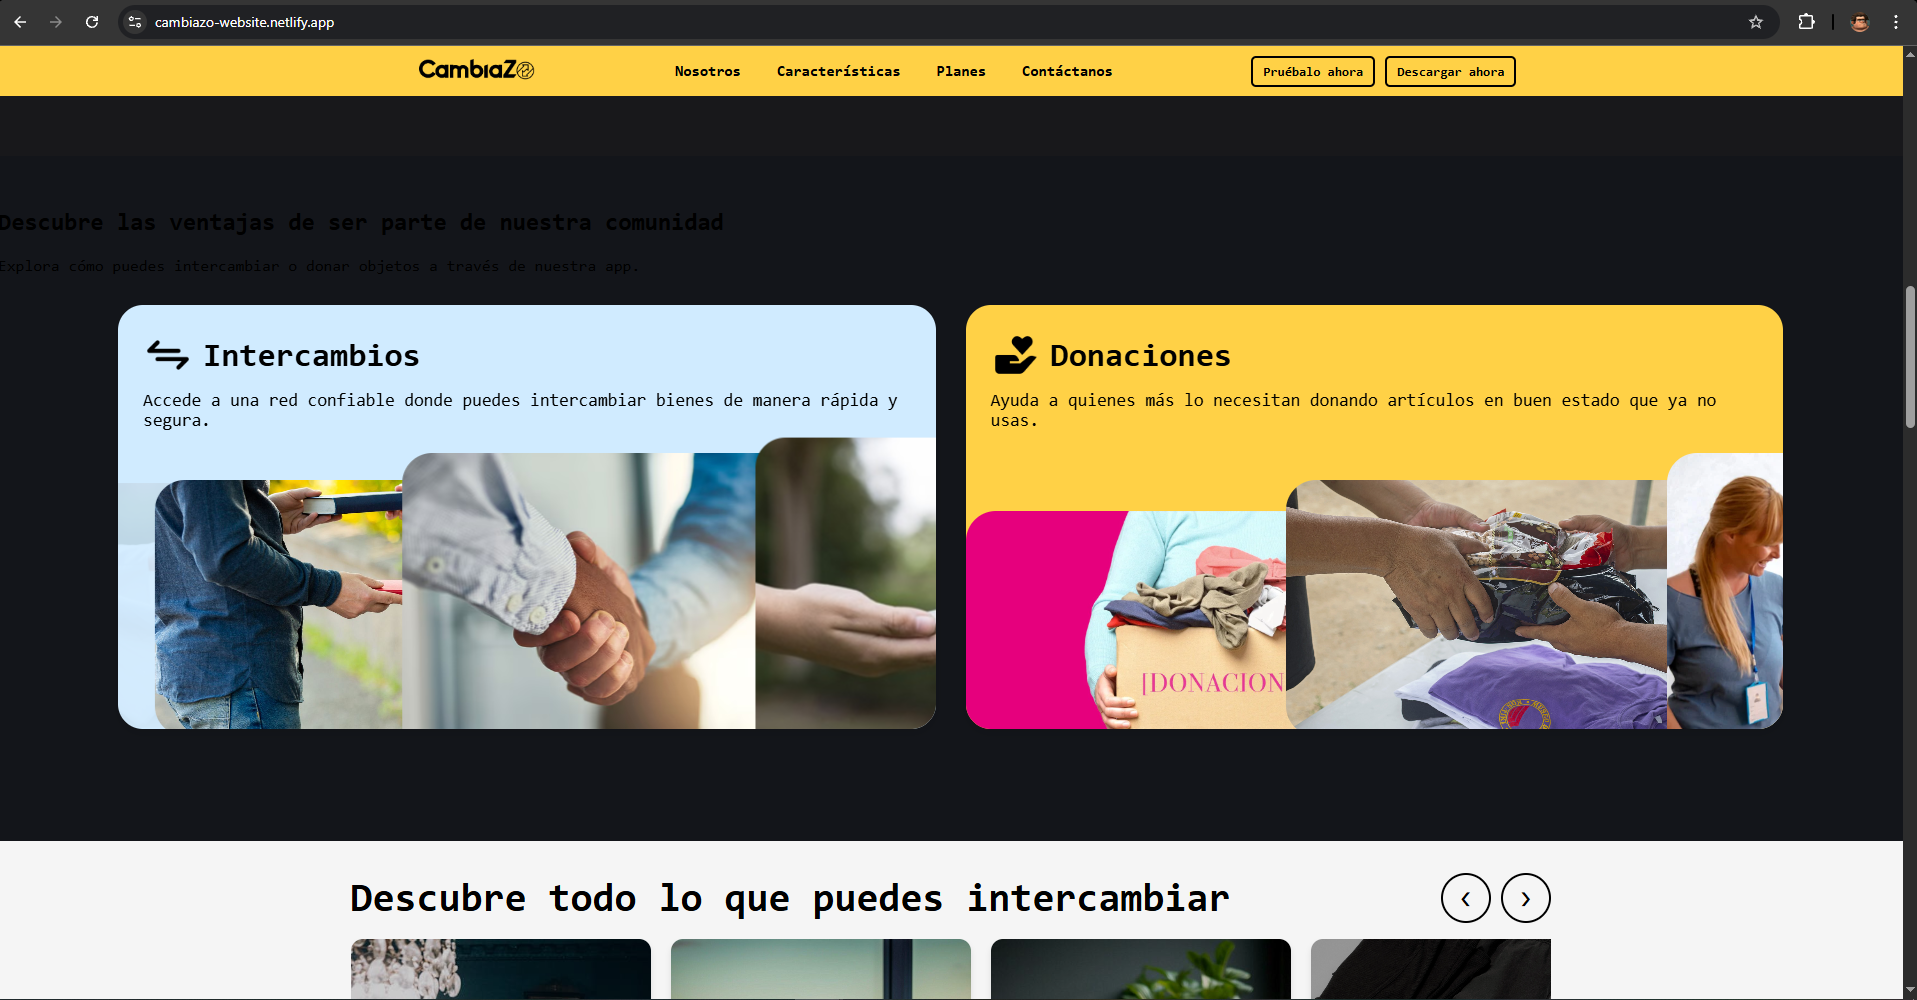 cambiazo-website.netlify.app
CambiaZo
Nosotros
Características
Planes
Contáctanos
Pruébalo ahora
Descargar ahora
Descubre las ventajas de ser parte de nuestra comunidad
Explora cómo puedes intercambiar o donar objetos a través de nuestra app.
Intercambios
Accede a una red confiable donde puedes intercambiar bienes de manera rápida y
segura.
Donaciones
Ayuda a quienes más lo necesitan donando artículos en buen estado que ya no
usas.
[DONACION
Descubre todo lo que puedes intercambiar